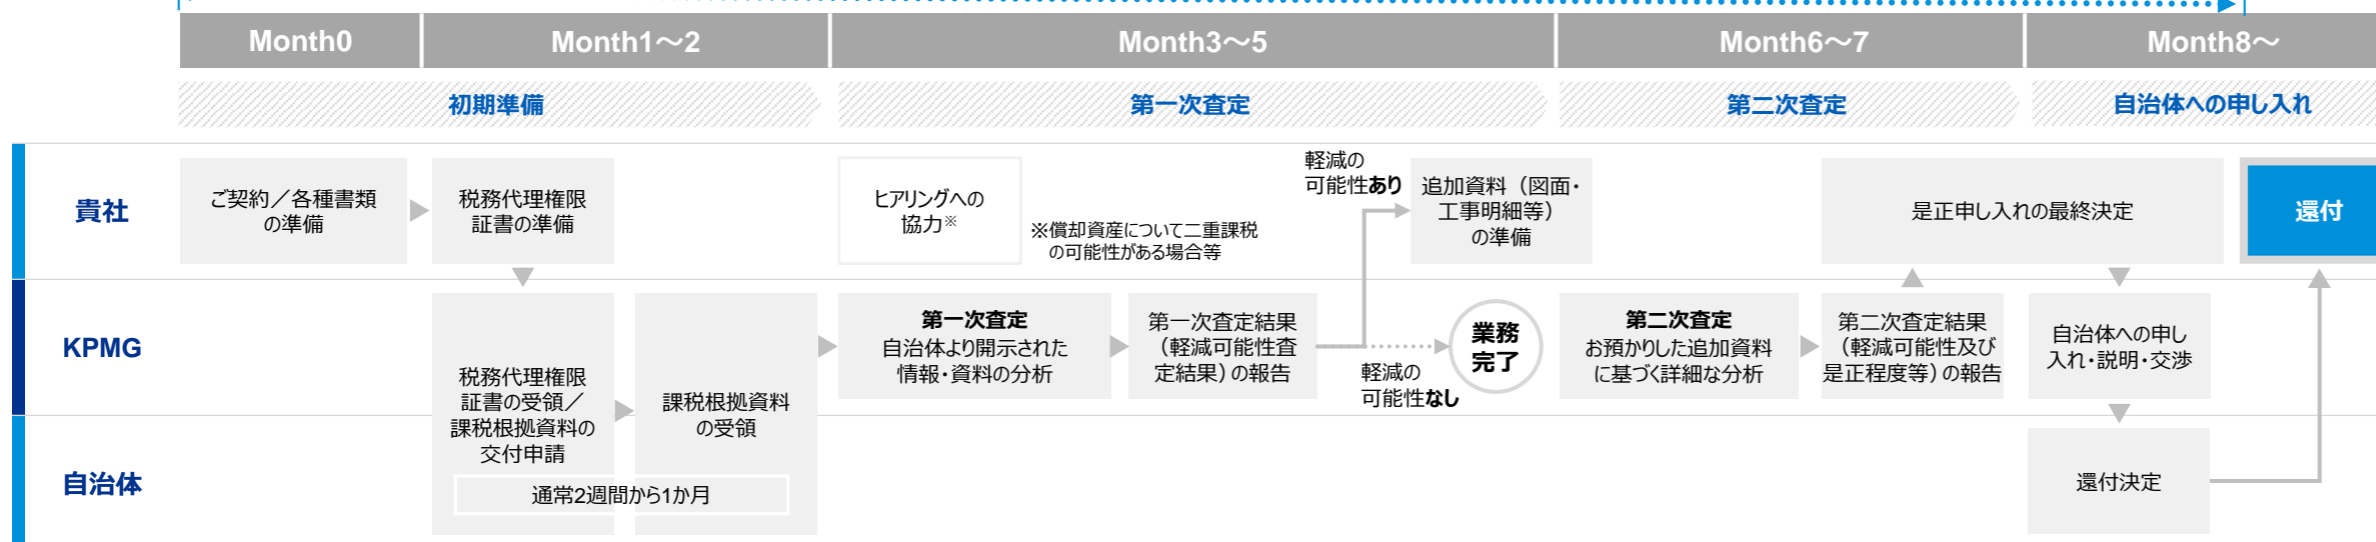 Month0
Month1～2
Month3～5
Month6～7
Month8～
初期準備
第一次査定
第二次査定
自治体への申し入れ
貴社
ご契約／各種書類
の準備
税務代理権限
証書の準備
ヒアリングへの
協力※
※償却資産について二重課税
の可能性がある場合等
軽減の
可能性あり
追加資料（図面・
工事明細等）
の準備
是正申し入れの最終決定
還付
KPMG
税務代理権限
証書の受領／
課税根拠資料の
交付申請
課税根拠資料
の受領
通常2週間から1か月
第一次査定
自治体より開示された
情報・資料の分析
第一次査定結果
（軽減可能性査
定結果）の報告
軽減の
可能性なし
業務
完了
第二次査定
お預かりした追加資料
に基づく詳細な分析
第二次査定結果
（軽減可能性及び
是正程度等）の報告
自治体への申し
入れ・説明・交渉
自治体
還付決定